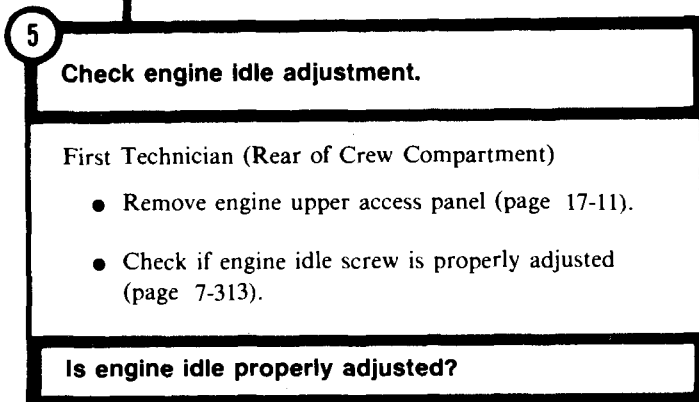 5
Check engine idle adjustment.
First Technician (Rear of Crew Compartment)
● Remove engine upper access panel (page 17-11).
● Check if engine idle screw is properly adjusted
(page 7-313).
Is engine idle properly adjusted?